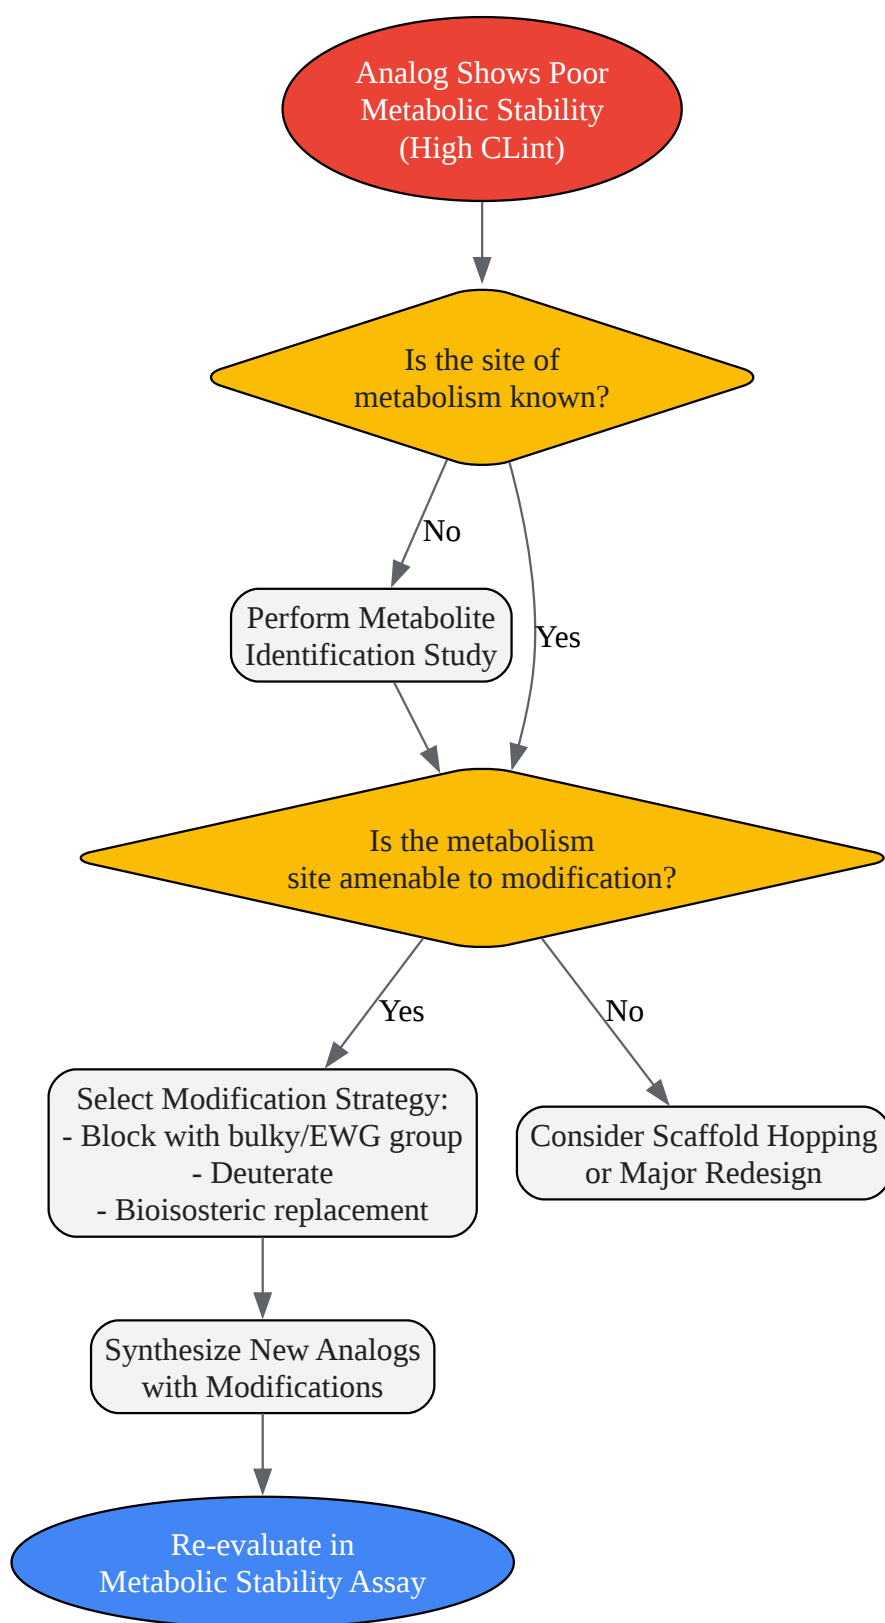 Analog Shows Poor
Metabolic Stability
(High CLint)
Is the site of
metabolism known?
No
Perform Metabolite
Identification Study
Yes
Is the metabolism
site amenable to modification?
Yes
No
Select Modification Strategy:
- Block with bulky/EWG group
- Deuterate
- Bioisosteric replacement
Consider Scaffold Hopping
or Major Redesign
Synthesize New Analogs
with Modifications
Re-evaluate in
Metabolic Stability Assay